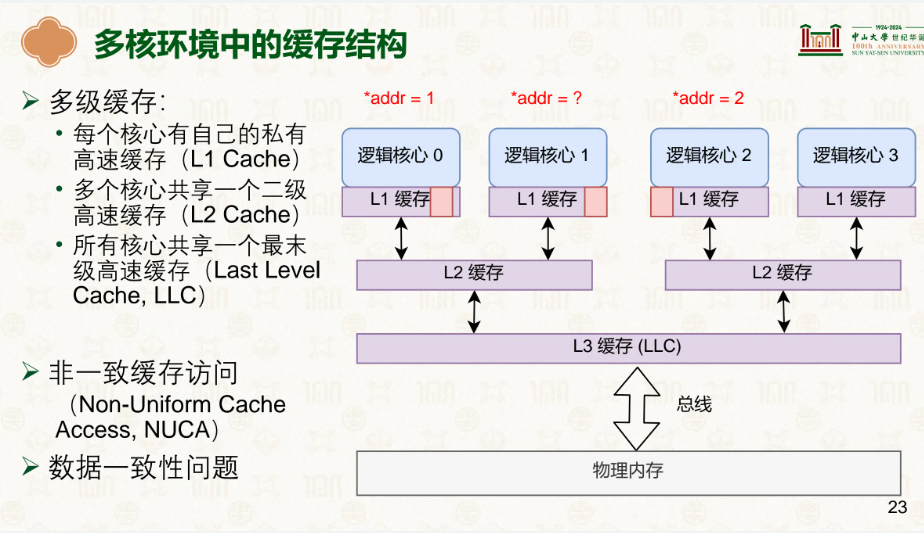 多核环境中的缓存结构
1924-2024
中山大學 世纪华诞
100th ANNIVERSARY
SUN YAT-SEN UNIVERSITY
➢ 多级缓存:
• 每个核心有自己的私有
高速缓存（L1 Cache）
• 多个核心共享一个二级
高速缓存（L2 Cache）
• 所有核心共享一个最末
级高速缓存（Last Level
Cache, LLC）
➢ 非一致缓存访问
（Non-Uniform Cache
Access, NUCA）
➢ 数据一致性问题
*addr = 1
*addr = ?
*addr = 2
逻辑核心 0
逻辑核心 1
逻辑核心 2
逻辑核心 3
L1 缓存
L1 缓存
L1 缓存
L1 缓存
L2 缓存
L2 缓存
L3 缓存 (LLC)
总线
物理内存
23